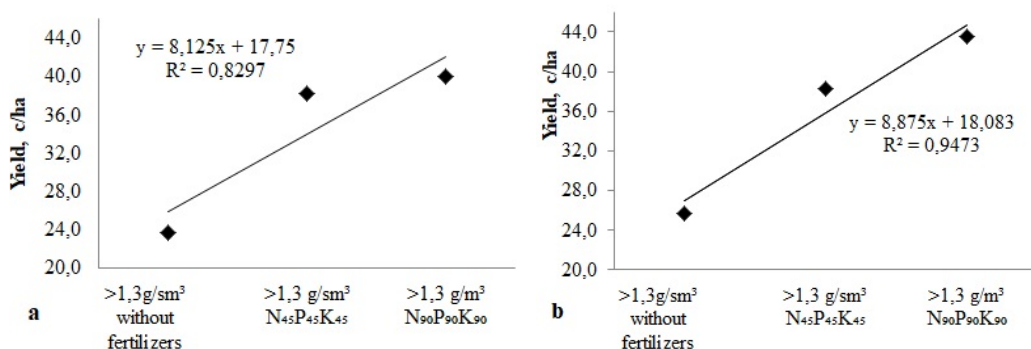 Yield, c/ha
44,0
40,0
36,0
32,0
28,0
24,0
20,0
y = 8,125x + 17,75
R² = 0,8297
>1,3g/sm³
without
fertilizers
>1,3 g/sm³
N₄₅P₄₅K₄₅
>1,3 g/m³
N₉₀P₉₀K₉₀
a
Yield, c/ha
44,0
40,0
36,0
32,0
28,0
24,0
20,0
y = 8,875x + 18,083
R² = 0,9473
>1,3g/sm³
without
fertilizers
>1,3 g/sm³
N₄₅P₄₅K₄₅
>1,3 g/m³
N₉₀P₉₀K₉₀
b